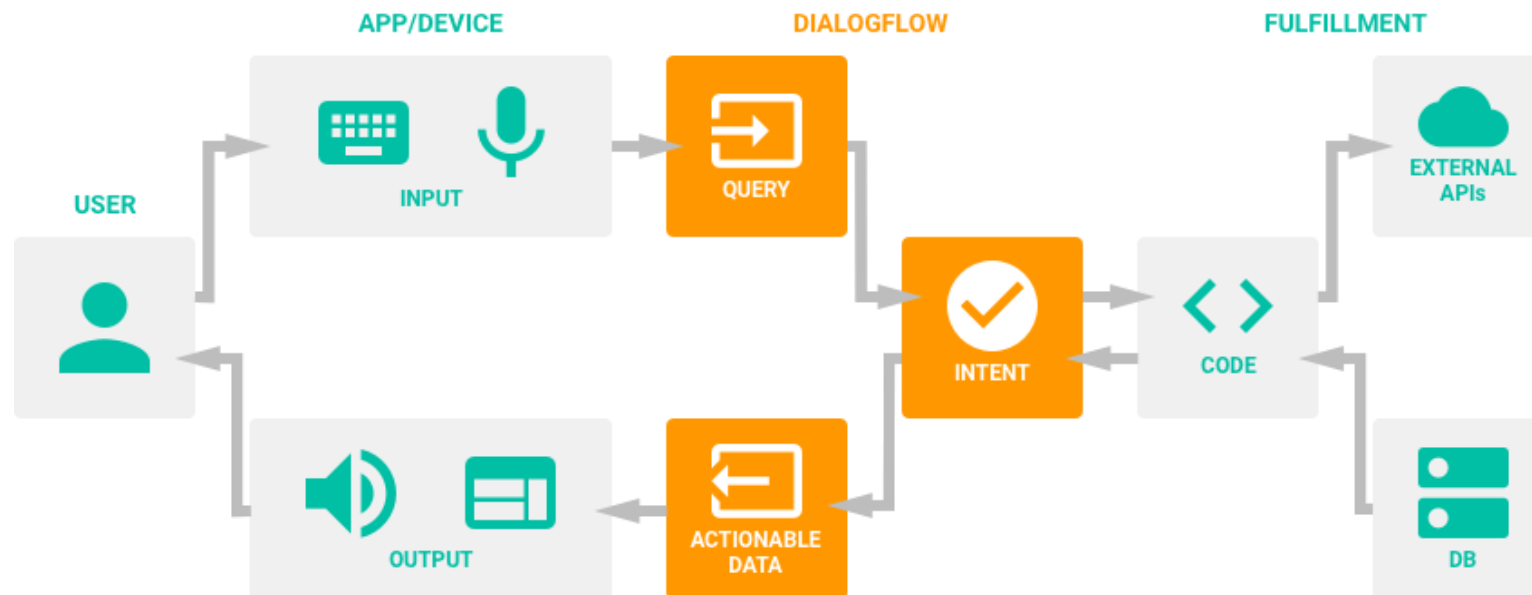 APP/DEVICE
DIALOGFLOW
FULFILLMENT
USER
INPUT
QUERY
EXTERNAL
APIs
INTENT
CODE
OUTPUT
ACTIONABLE
DATA
DB